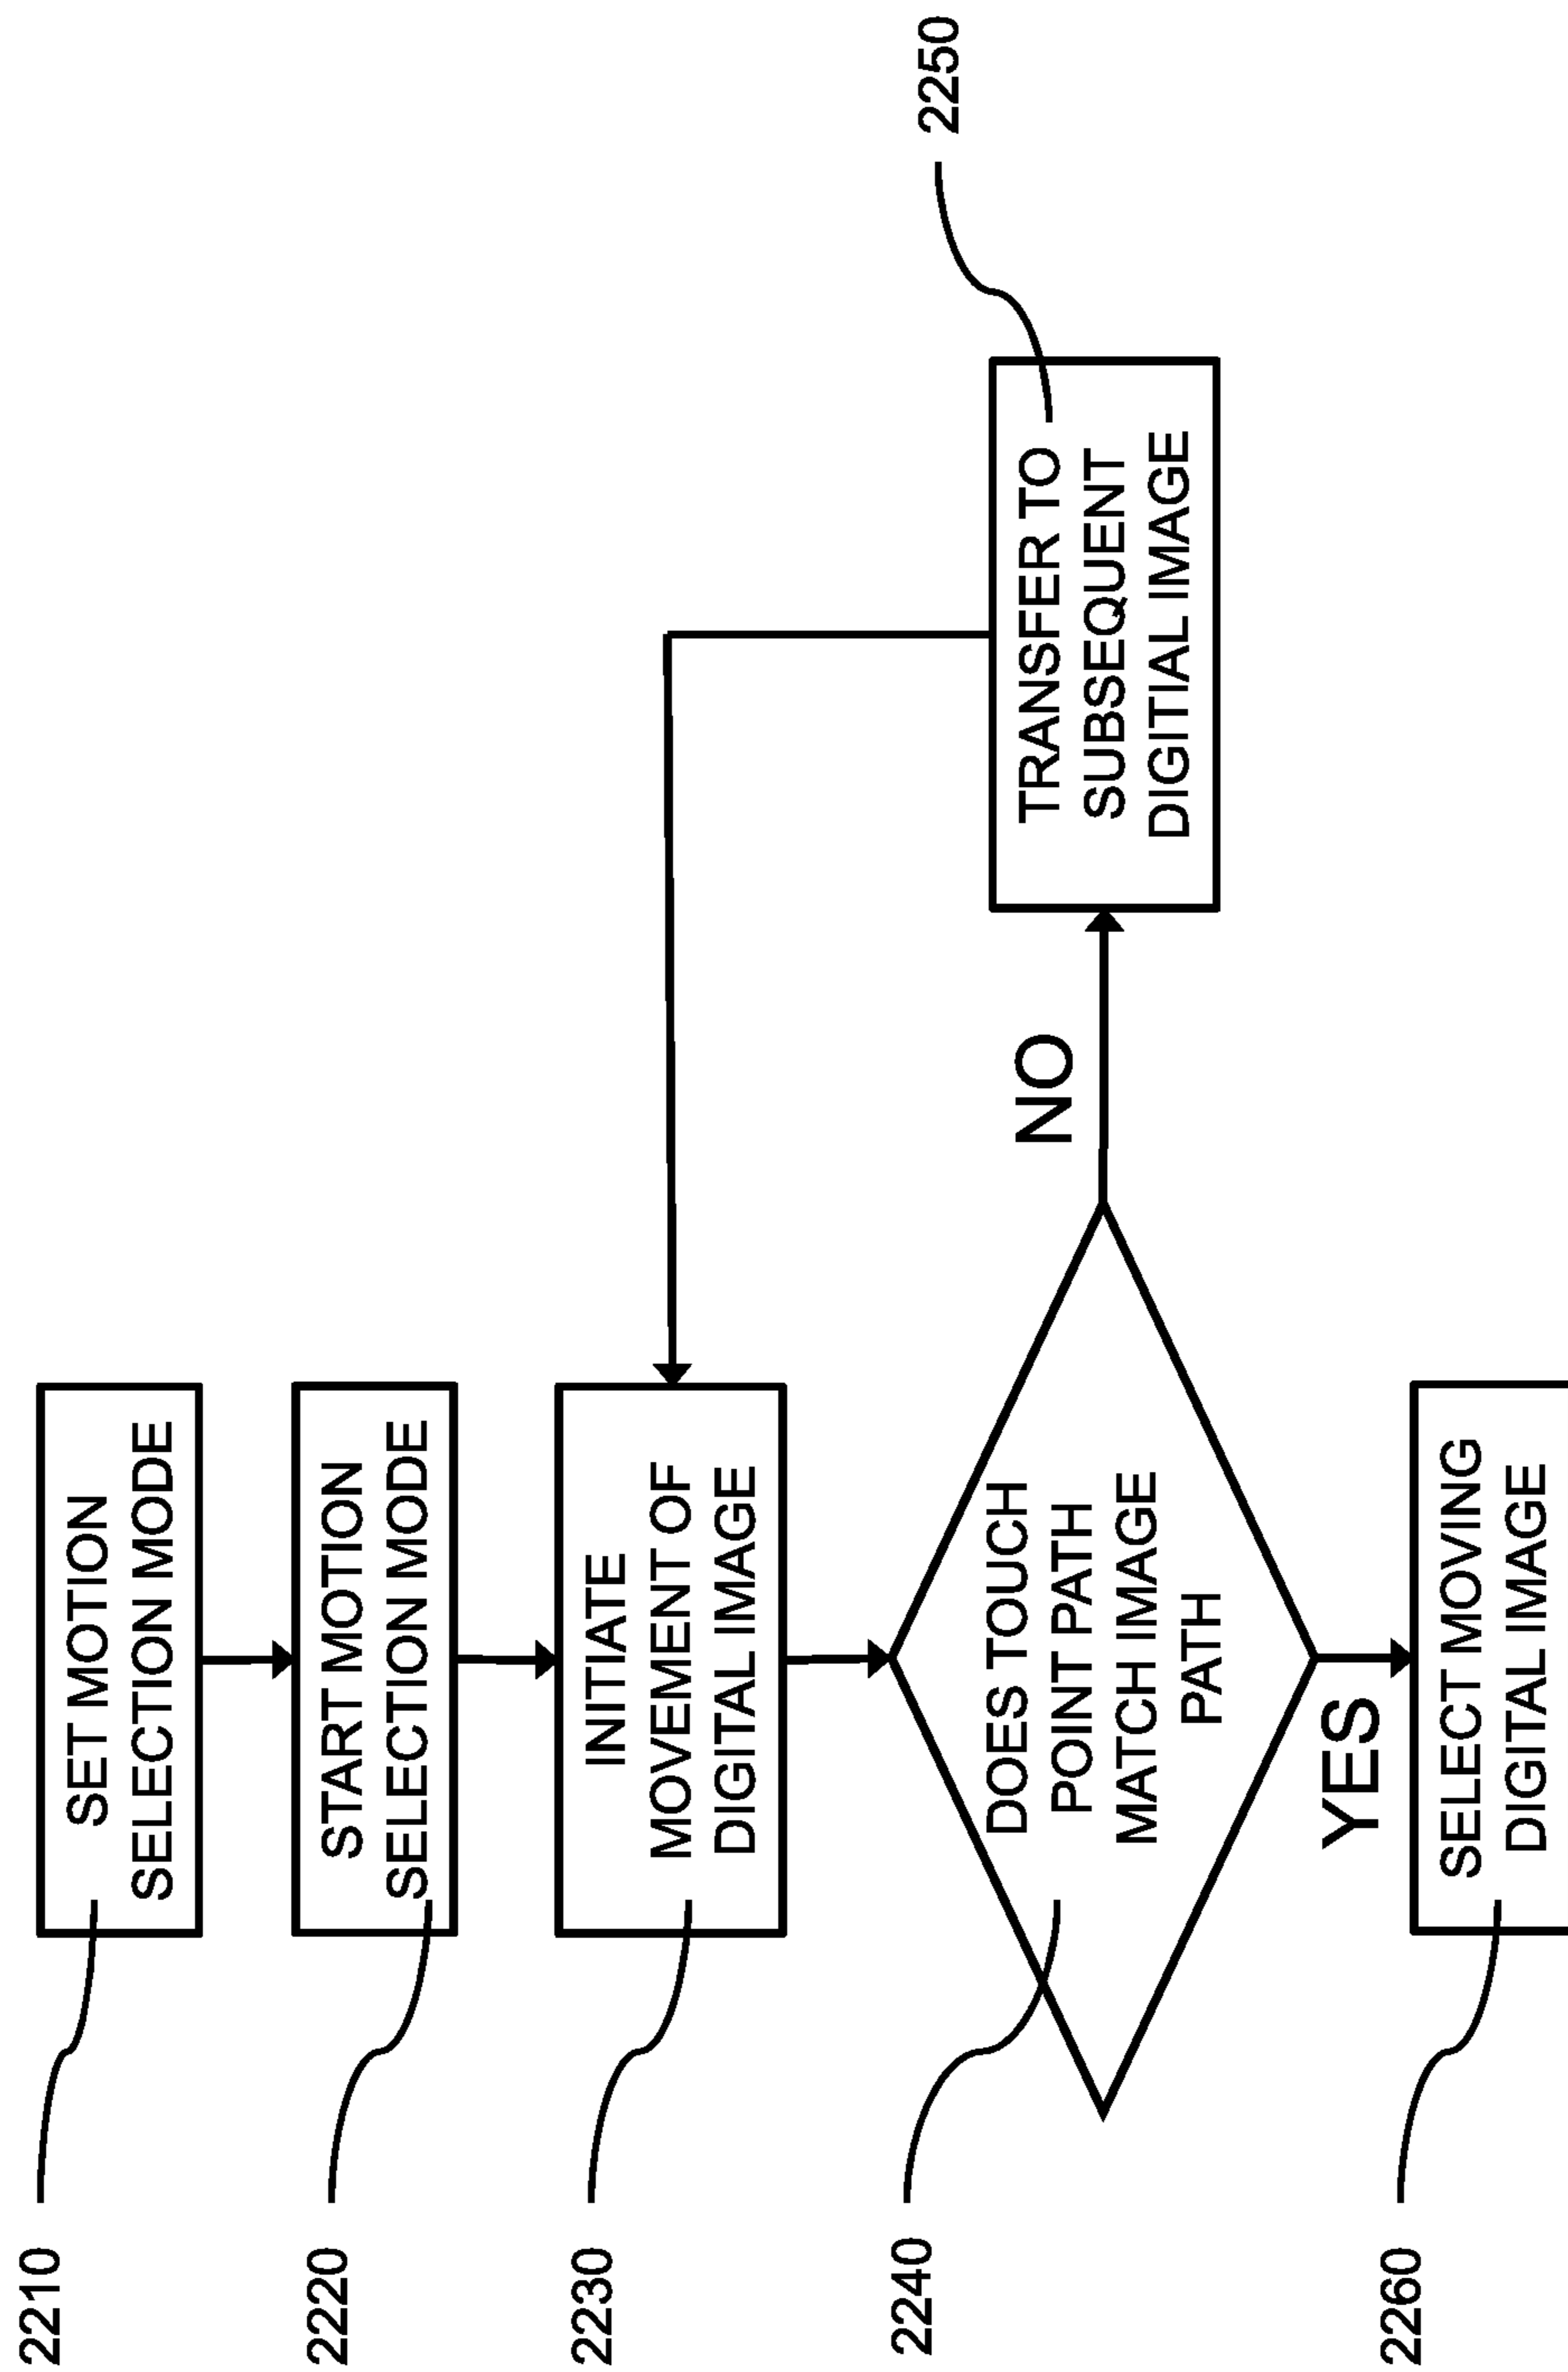 2210
SET MOTION
SELECTION MODE
2220
START MOTION
SELECTION MODE
2230
INITIATE
MOVEMENT OF
DIGITAL IMAGE
2240
DOES TOUCH
POINT PATH
MATCH IMAGE
PATH
NO
2250
TRANSFER TO
SUBSEQUENT
DIGITIAL IMAGE
YES
2260
SELECT MOVING
DIGITAL IMAGE